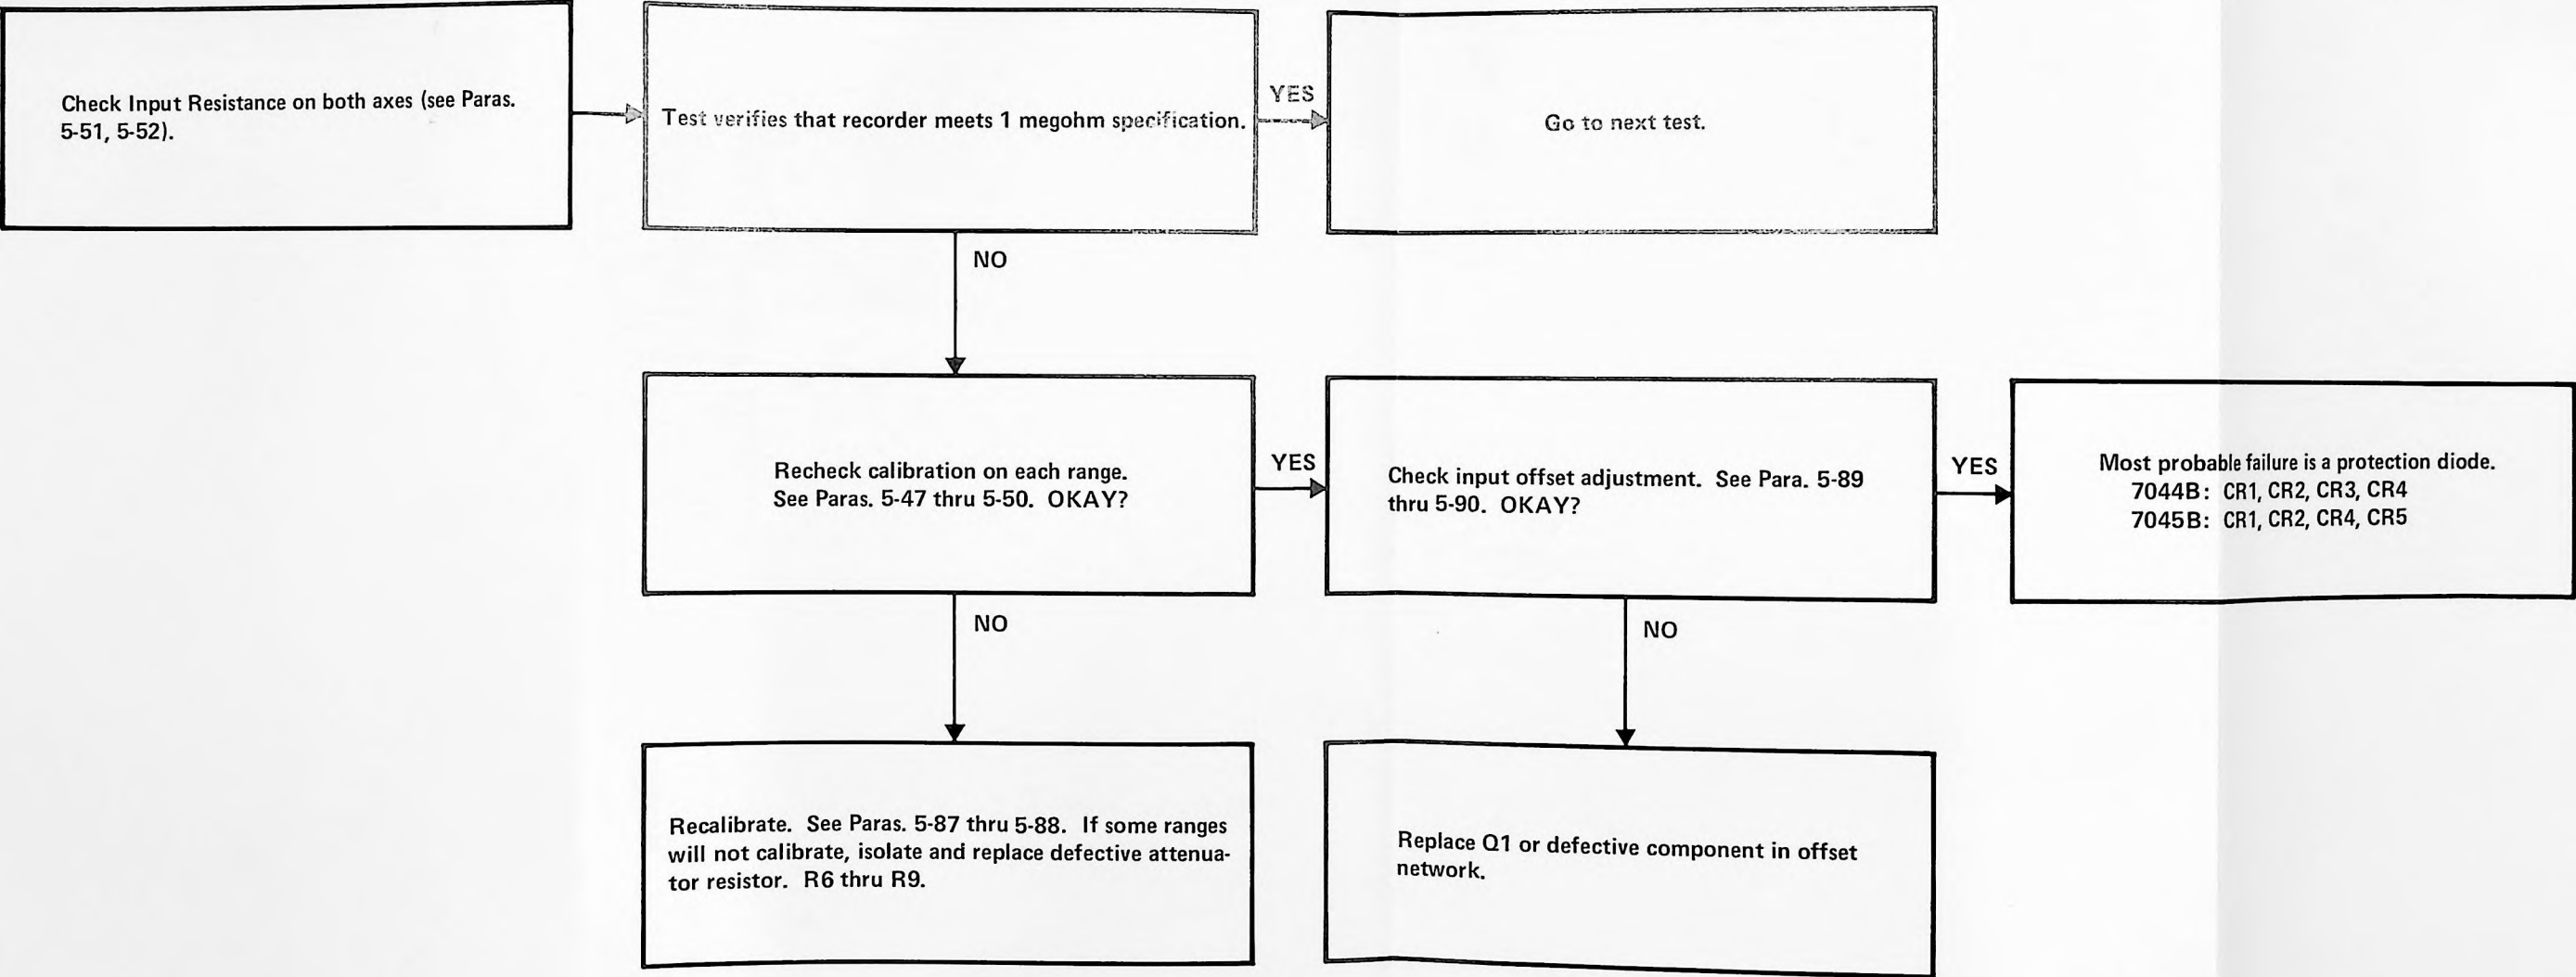 Check Input Resistance on both axes (see Paras.
5-51, 5-52).
Test verifies that recorder meets 1 megohm specification.
YES
Go to next test.
NO
Recheck calibration on each range.
See Paras. 5-47 thru 5-50. OKAY?
YES
Check input offset adjustment. See Para. 5-89
thru 5-90. OKAY?
YES
Most probable failure is a protection diode.
7044B: CR1, CR2, CR3, CR4
7045B: CR1, CR2, CR4, CR5
NO
NO
Recalibrate. See Paras. 5-87 thru 5-88. If some ranges
will not calibrate, isolate and replace defective attenua-
tor resistor. R6 thru R9.
Replace Q1 or defective component in offset
network.